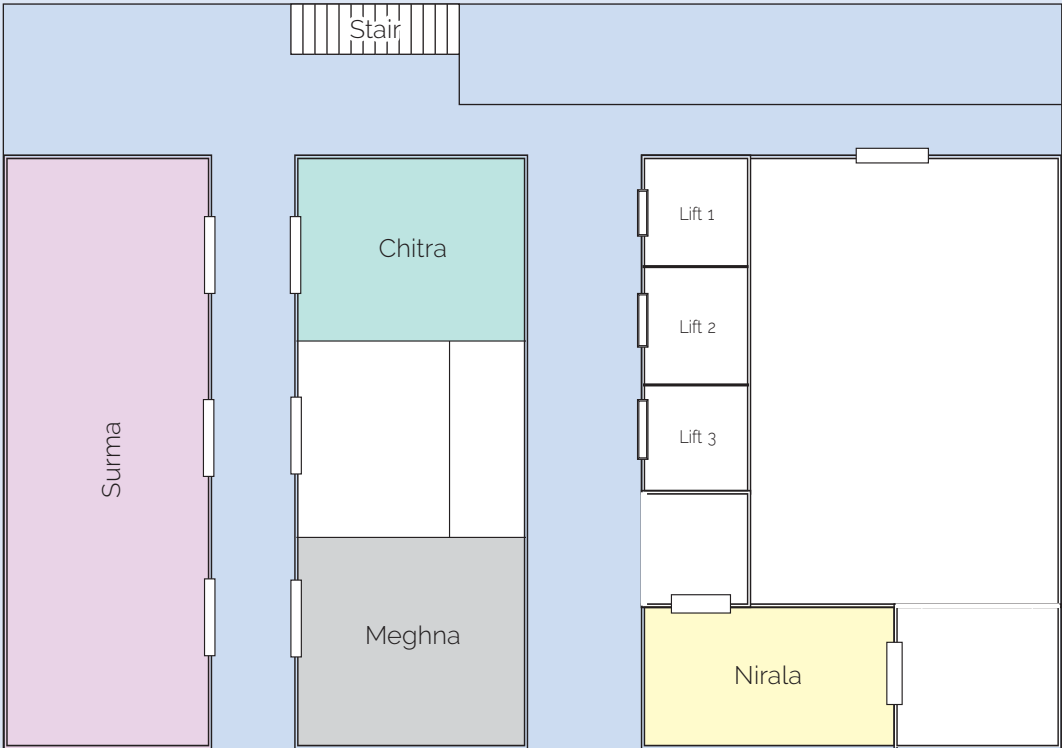 Stair
Chitra
Lift 1
Lift 2
Lift 3
Surma
Meghna
Nirala